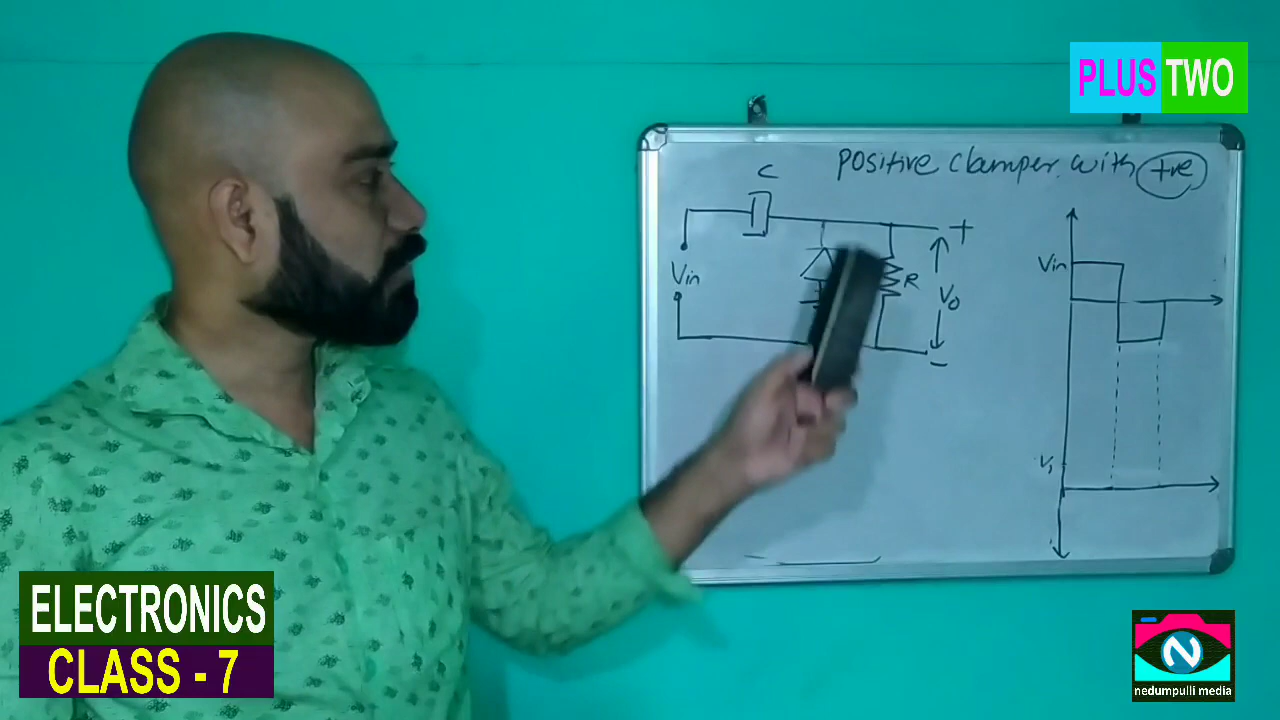 PLUS TWO
positive clamper with +ve
C
+
Vin
R
Vo
-
Vin
V1
ELECTRONICS
CLASS - 7
N
nedumpulli media